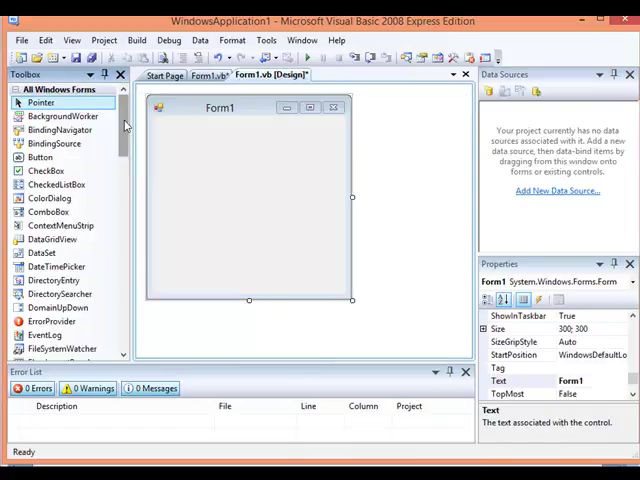 WindowsApplication1 - Microsoft Visual Basic 2008 Express Edition
File Edit View Project Build Debug Data Format Tools Window Help
Toolbox
Start Page Form1.vb* Form1.vb [Design]*
Data Sources
All Windows Forms
Pointer
BackgroundWorker
BindingNavigator
BindingSource
Button
CheckBox
CheckedListBox
ColorDialog
ComboBox
ContextMenuStrip
DataGridView
DataSet
DateTimePicker
DirectoryEntry
DirectorySearcher
DomainUpDown
ErrorProvider
EventLog
FileSystemWatcher
Form1
Your project currently has no data
sources associated with it. Add a new
data source, then data-bind items by
dragging from this window onto
forms or existing controls.
Add New Data Source...
Properties
Form1 System.Windows.Forms.Form
ShowInTaskbar True
Size 300; 300
SizeGripStyle Auto
StartPosition WindowsDefaultLo
Tag
Text Form1
TopMost False
Text
The text associated with the control.
Error List
0 Errors 0 Warnings 0 Messages
Description File Line Column Project
Ready